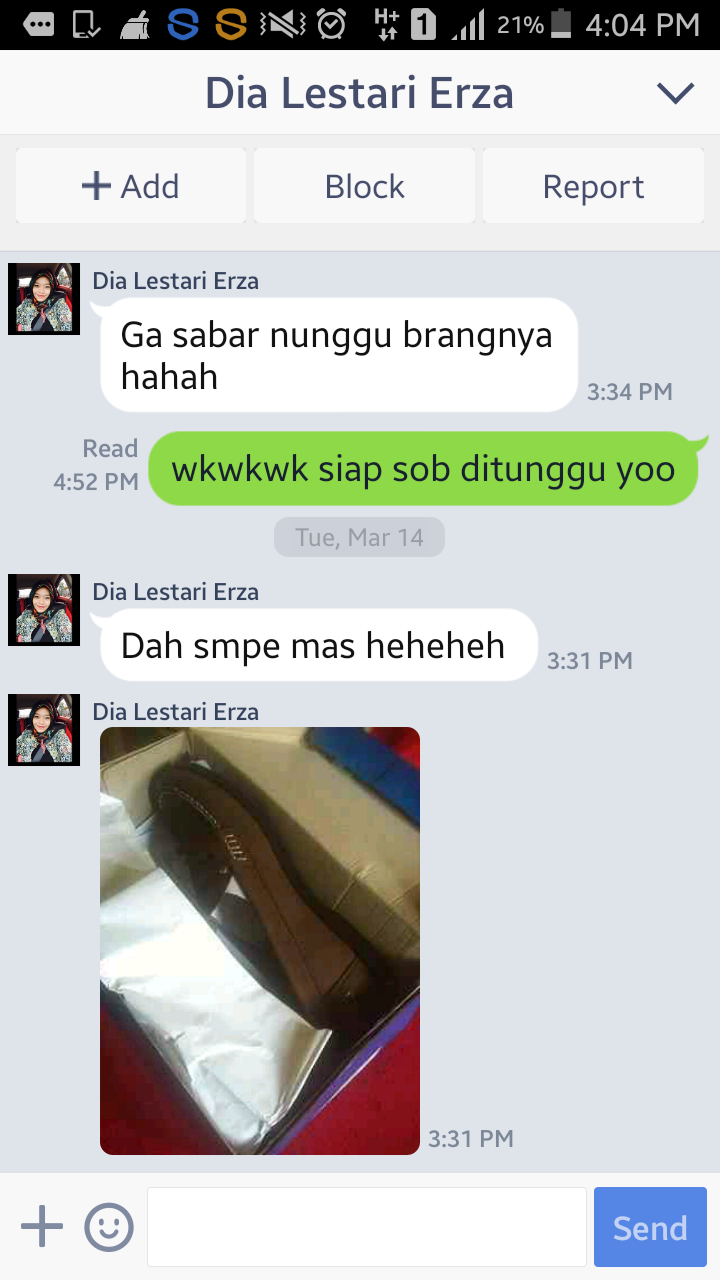 21% 4:04 PM
Dia Lestari Erza
+ Add Block Report
Dia Lestari Erza
Ga sabar nunggu brangnya
hahah
3:34 PM
Read
4:52 PM
wkwkwk siap sob ditunggu yoo
Tue, Mar 14
Dia Lestari Erza
Dah smpe mas heheheh
3:31 PM
Dia Lestari Erza
3:31 PM
Send